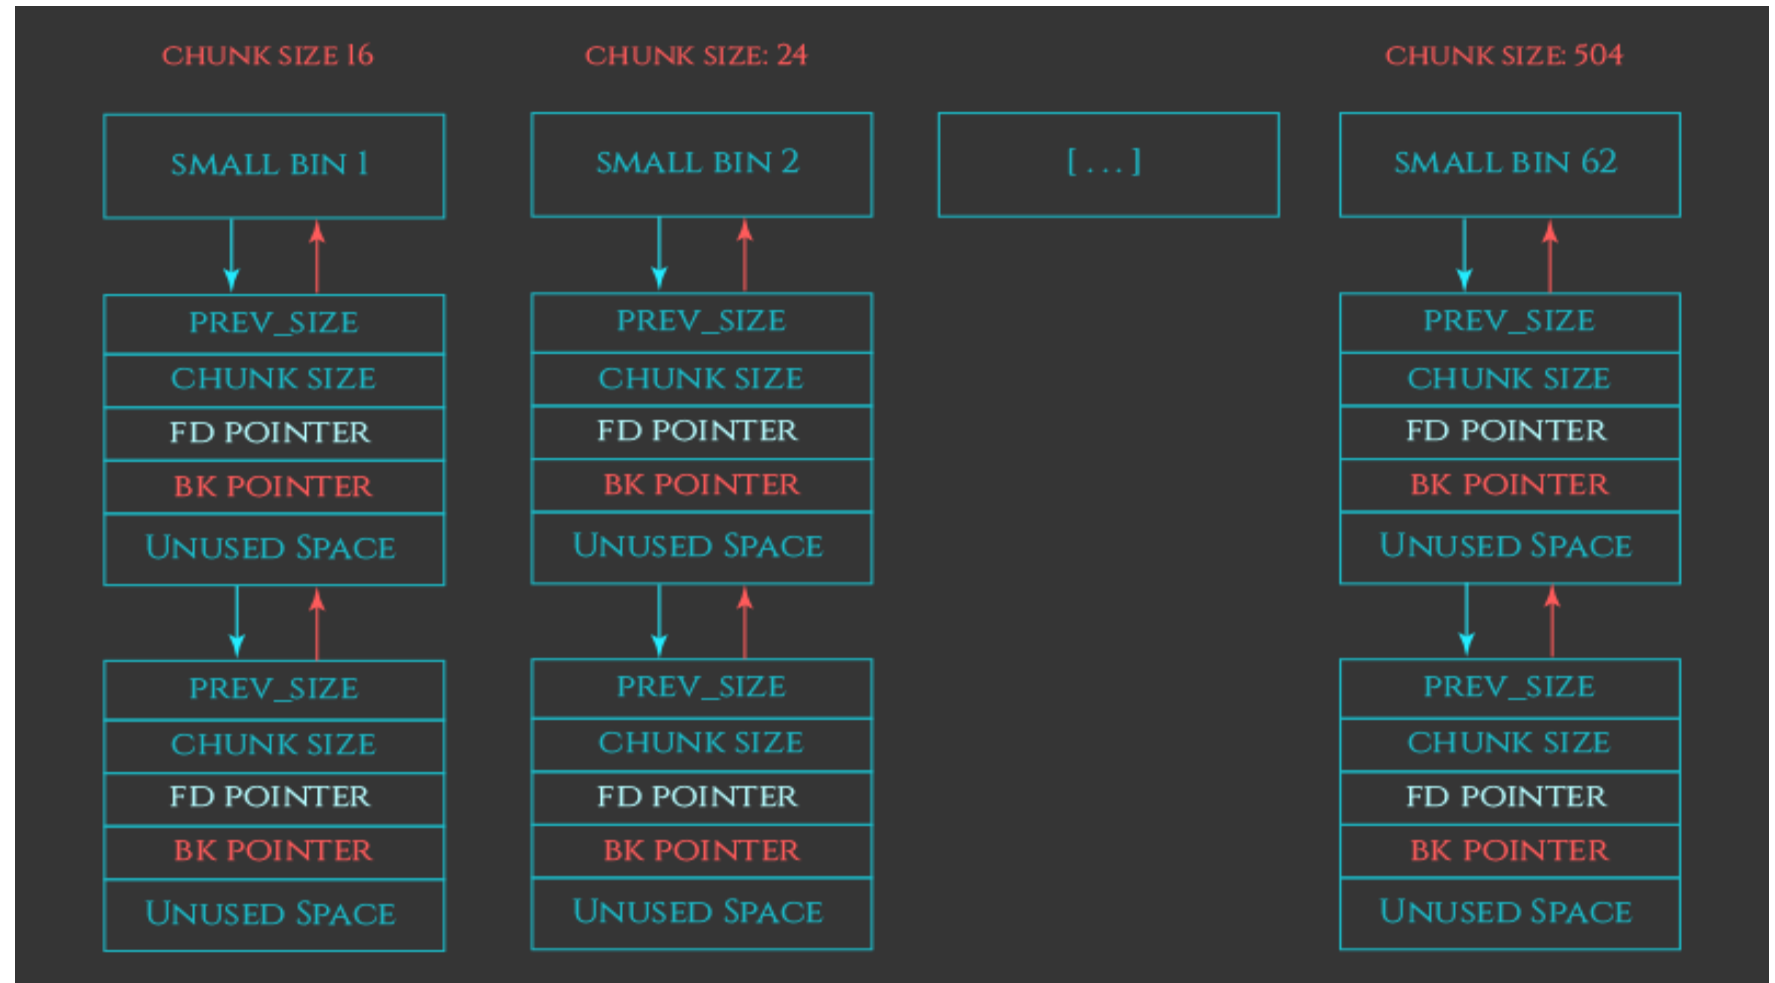 CHUNK SIZE 16
CHUNK SIZE: 24
CHUNK SIZE: 504
SMALL BIN 1
SMALL BIN 2
[ . . . ]
SMALL BIN 62
PREV_SIZE
CHUNK SIZE
FD POINTER
BK POINTER
UNUSED SPACE
PREV_SIZE
CHUNK SIZE
FD POINTER
BK POINTER
UNUSED SPACE
PREV_SIZE
CHUNK SIZE
FD POINTER
BK POINTER
UNUSED SPACE
PREV_SIZE
CHUNK SIZE
FD POINTER
BK POINTER
UNUSED SPACE
PREV_SIZE
CHUNK SIZE
FD POINTER
BK POINTER
UNUSED SPACE
PREV_SIZE
CHUNK SIZE
FD POINTER
BK POINTER
UNUSED SPACE